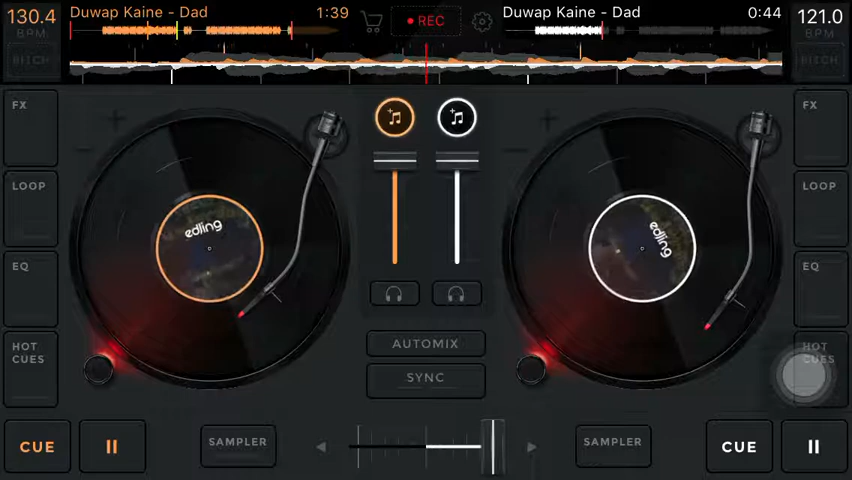 130.4
BPM
PITCH
Duwap Kaine - Dad
1:39
REC
Duwap Kaine - Dad
0:44
121.0
BPM
PITCH
FX
LOOP
EQ
HOT
CUES
edjing
edjing
FX
LOOP
EQ
HOT
CUES
AUTOMIX
SYNC
CUE
SAMPLER
SAMPLER
CUE